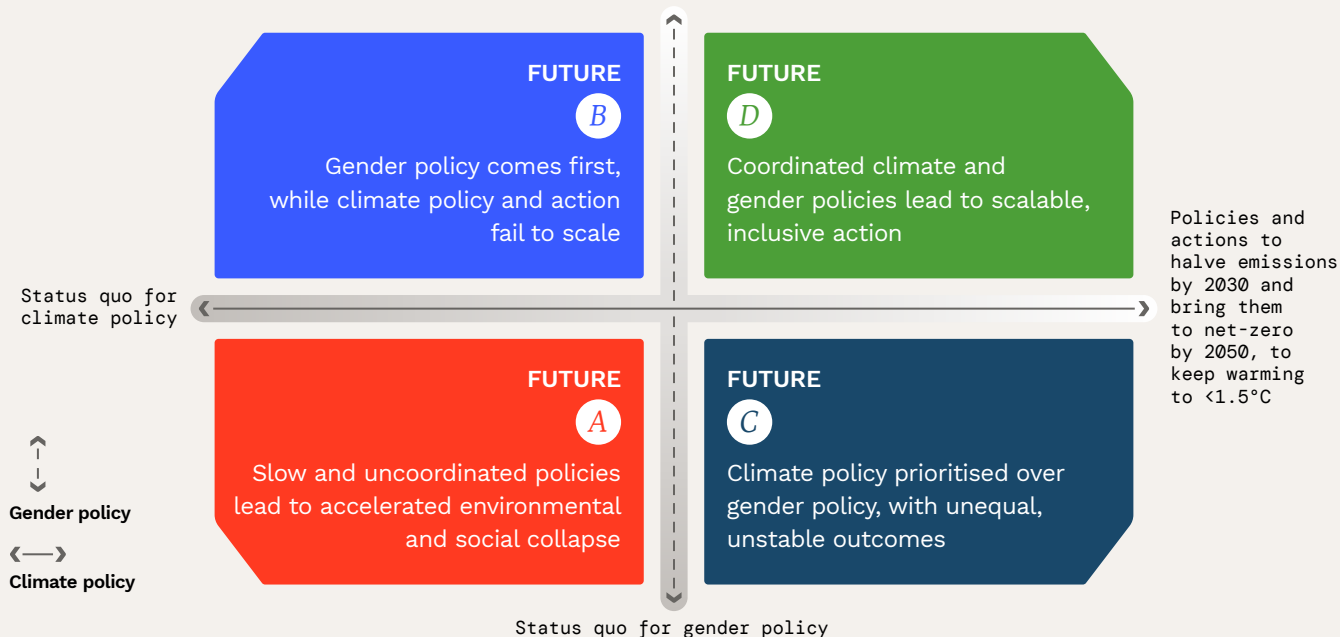 FUTURE
B
Gender policy comes first,
while climate policy and action
fail to scale
FUTURE
D
Coordinated climate and
gender policies lead to scalable,
inclusive action
Status quo for
climate policy
Policies and
actions to
halve emissions
by 2030 and
bring them
to net-zero
by 2050, to
keep warming
to <1.5°C
FUTURE
A
Slow and uncoordinated policies
lead to accelerated environmental
and social collapse
FUTURE
C
Climate policy prioritised over
gender policy, with unequal,
unstable outcomes
Gender policy
Climate policy
Status quo for gender policy